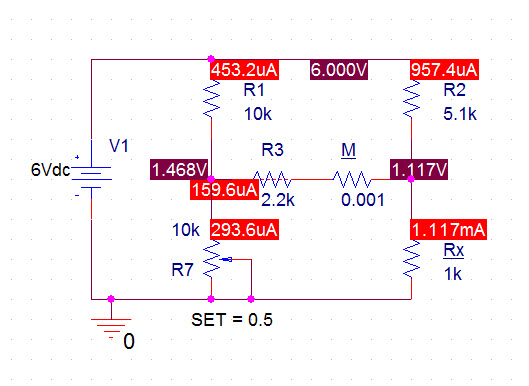 453.2uA 6.000V 957.4uA
R1 R2
10k 5.1k
V1 R3 M
6Vdc 1.468V 1.117V
159.6uA
2.2k 0.001
10k 293.6uA 1.117mA
Rx
R7 1k
SET = 0.5
0